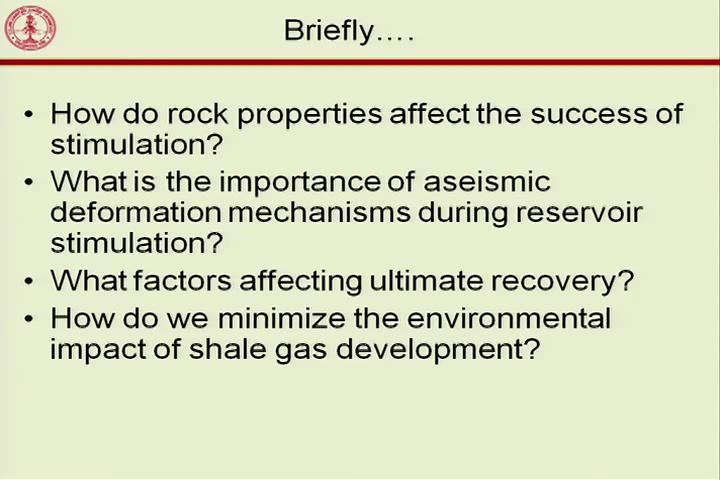 Briefly....
• How do rock properties affect the success of
stimulation?
• What is the importance of aseismic
deformation mechanisms during reservoir
stimulation?
• What factors affecting ultimate recovery?
• How do we minimize the environmental
impact of shale gas development?